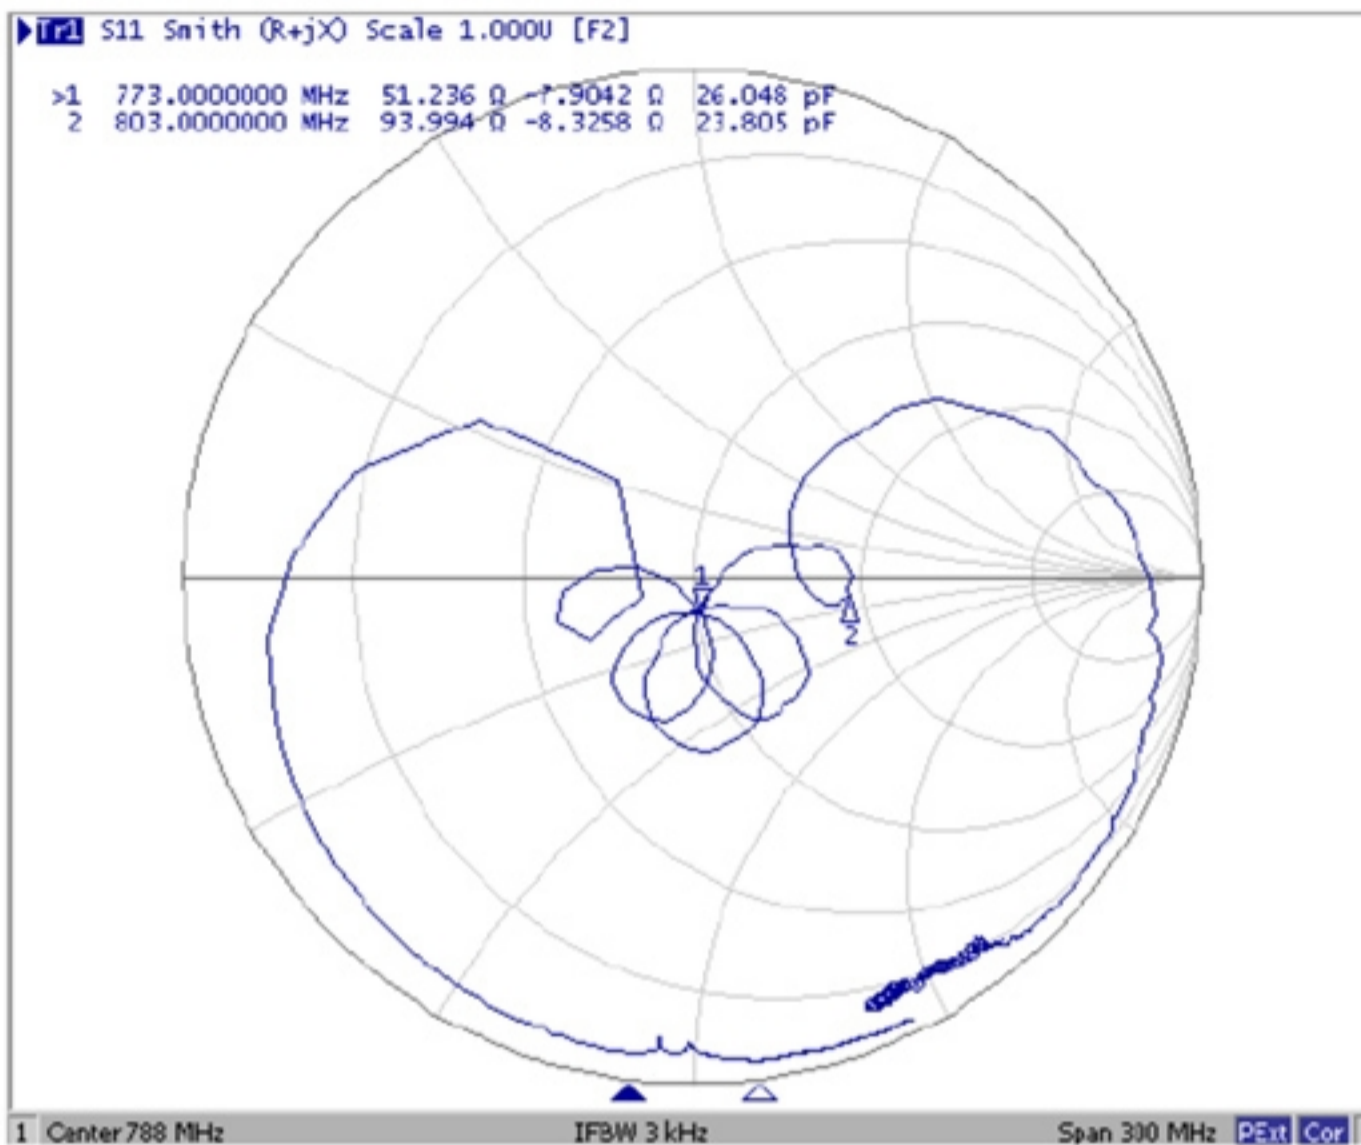 Tr1 S11 Smith (R+jX) Scale 1.000U [F2]
>1 773.0000000 MHz 51.236 Ω -7.9042 Ω 26.048 pF
2 803.0000000 MHz 93.994 Ω -8.3258 Ω 23.805 pF
1
2
1 Center 788 MHz IFBW 3 kHz Span 300 MHz PExt Cor